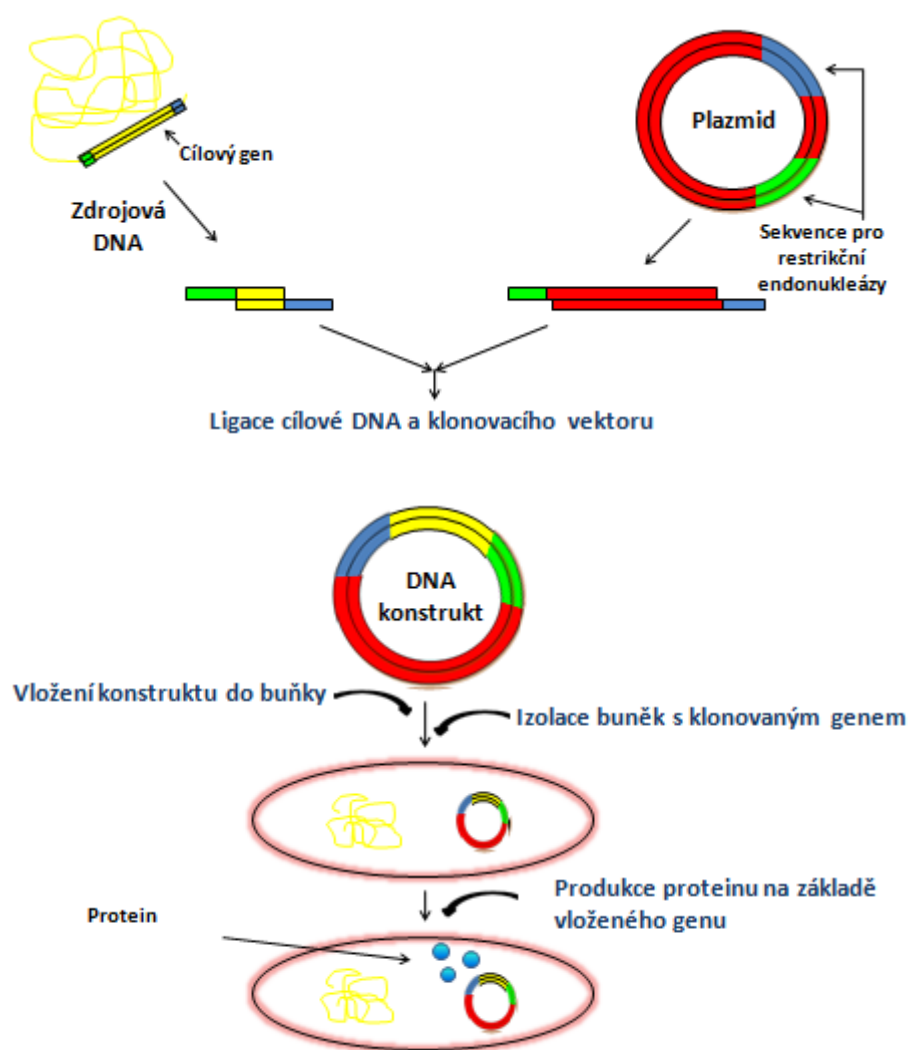 Plazmid
Cílový gen
Zdrojová
DNA
Sekvence pro
restrikční
endonukleázy
Ligace cílové DNA a klonovacího vektoru
DNA
konstrukt
Vložení konstruktu do buňky
Izolace buněk s klonovaným genem
Produkce proteinu na základě
vloženého genu
Protein